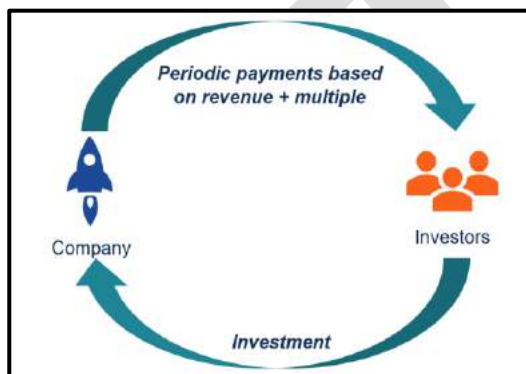 Periodic payments based
on revenue + multiple
Company
Investors
Investment